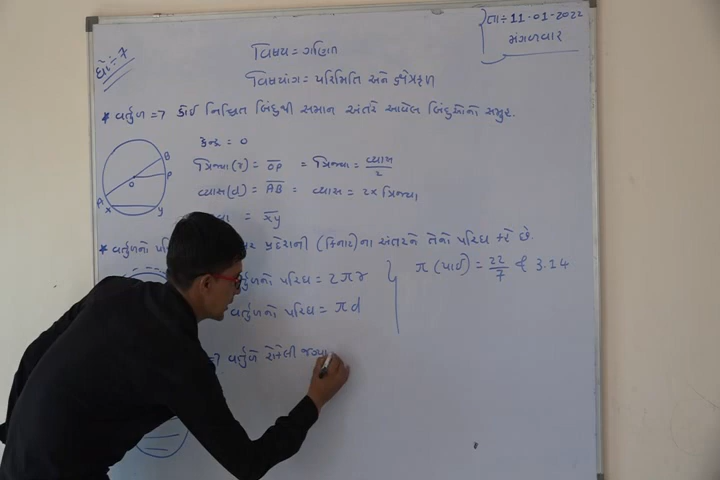 ધો ÷ 7
તા ÷ 11-01-2022
મંગળવાર
વિષય = ગણિત
વિષયાંગ = પરિમિતિ અને ક્ષેત્રફળ
* વર્તુળ => કોઈ નિશ્ચિત બિંદુથી સમાન અંતરે આવેલ બિંદુઓનો સમુહ.
કેન્દ્ર = O
ત્રિજ્યા(r) = OP = ત્રિજ્યા = વ્યાસ/2
વ્યાસ(d) = AB = વ્યાસ = 2x ત્રિજ્યા
વા = xy
A B O P x y
* વર્તુળનો પરિ પ્રદેશની (કિનાર)ના અંતરને તેનો પરિઘ કહે છે.
ર્તુળનો પરિઘ = 2πr
π (પાઈ) = 22/7 & 3.14
વર્તુળનો પરિઘ = πd
=> વર્તુળે રોકેલી જગ્યા